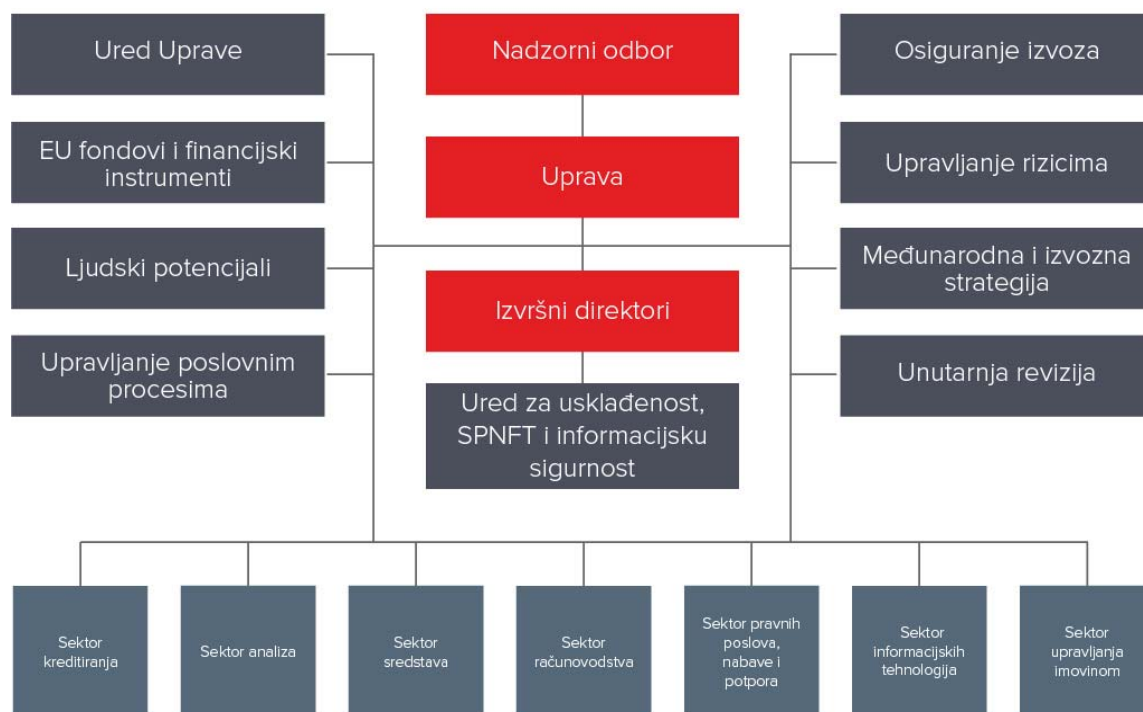 Ured Uprave
Nadzorni odbor
Osiguranje izvoza
EU fondovi i financijski
instrumenti
Uprava
Upravljanje rizicima
Ljudski potencijali
Izvršni direktori
Međunarodna i izvozna
strategija
Upravljanje poslovnim
procesima
Ured za usklađenost,
SPNFT i informacijsku
sigurnost
Unutarnja revizija
Sektor
kreditiranja
Sektor analiza
Sektor
sredstava
Sektor
računovodstva
Sektor pravnih
poslova,
nabave i
potpora
Sektor
informacijskih
tehnologija
Sektor
upravljanja
imovinom